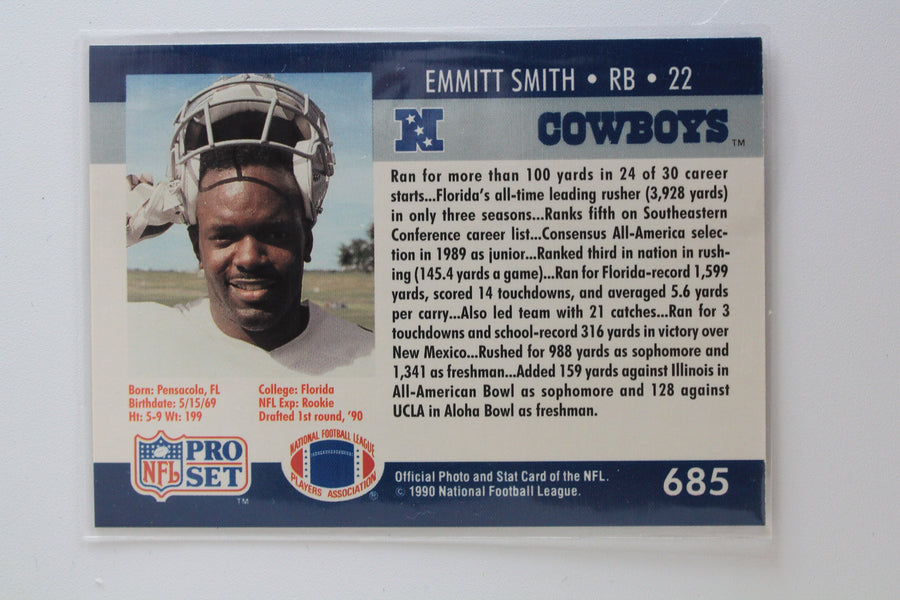 EMMITT SMITH • RB • 22
N
COWBOYS™
Ran for more than 100 yards in 24 of 30 career
starts...Florida's all-time leading rusher (3,928 yards)
in only three seasons...Ranks fifth on Southeastern
Conference career list...Consensus All-America selec-
tion in 1989 as junior...Ranked third in nation in rush-
ing (145.4 yards a game)...Ran for Florida-record 1,599
yards, scored 14 touchdowns, and averaged 5.6 yards
per carry...Also led team with 21 catches...Ran for 3
touchdowns and school-record 316 yards in victory over
New Mexico...Rushed for 988 yards as sophomore and
1,341 as freshman...Added 159 yards against Illinois in
All-American Bowl as sophomore and 128 against
UCLA in Aloha Bowl as freshman.
Born: Pensacola, FL
Birthdate: 5/15/69
Ht: 5-9 Wt: 199
College: Florida
NFL Exp: Rookie
Drafted 1st round, '90
NFL PRO SET™
NATIONAL FOOTBALL LEAGUE
PLAYERS ASSOCIATION®
Official Photo and Stat Card of the NFL.
© 1990 National Football League.
685